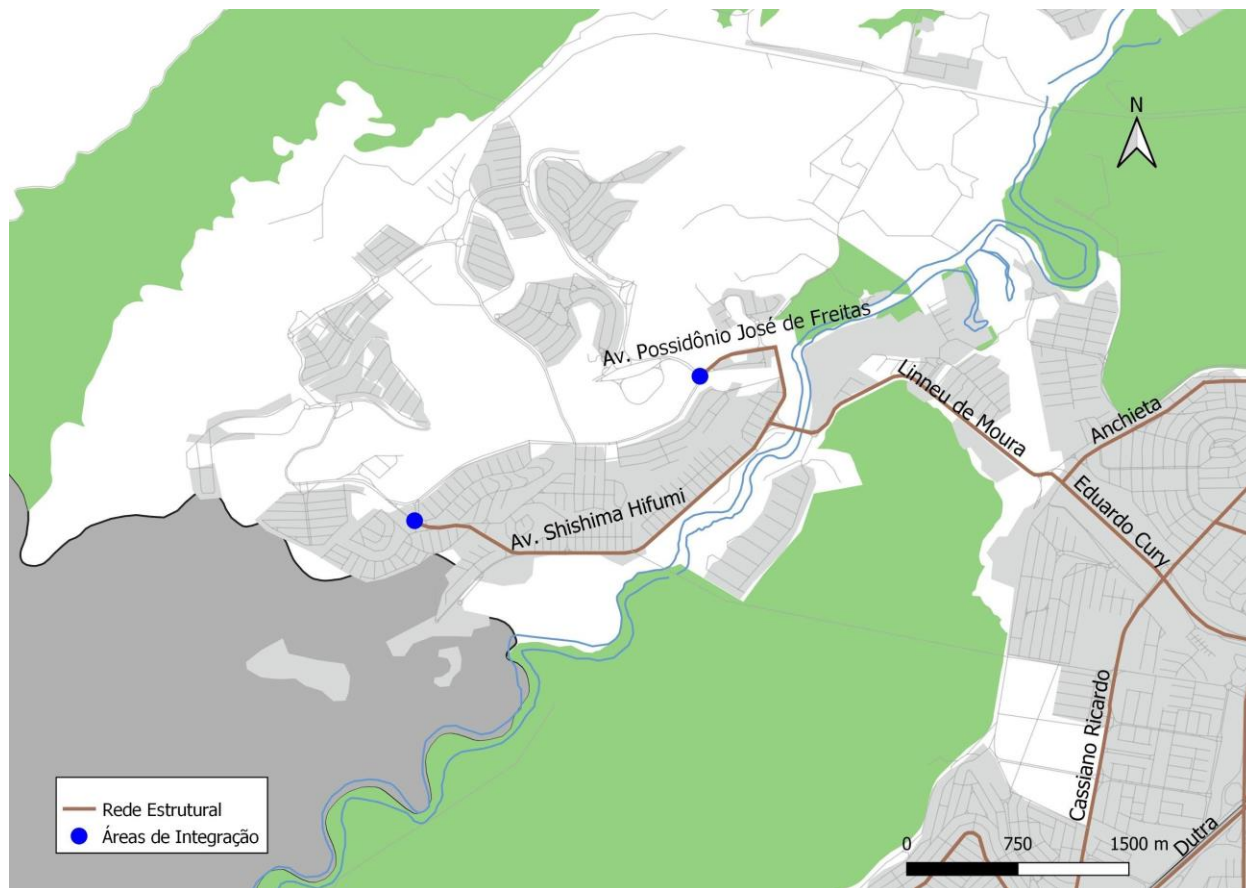 N
Av. Possidônio José de Freitas
Linneu de Moura
Anchieta
Av. Shishima Hifumi
Eduardo Cury
Cassiano Ricardo
Dutra
Rede Estrutural
Áreas de Integração
0 750 1500 m